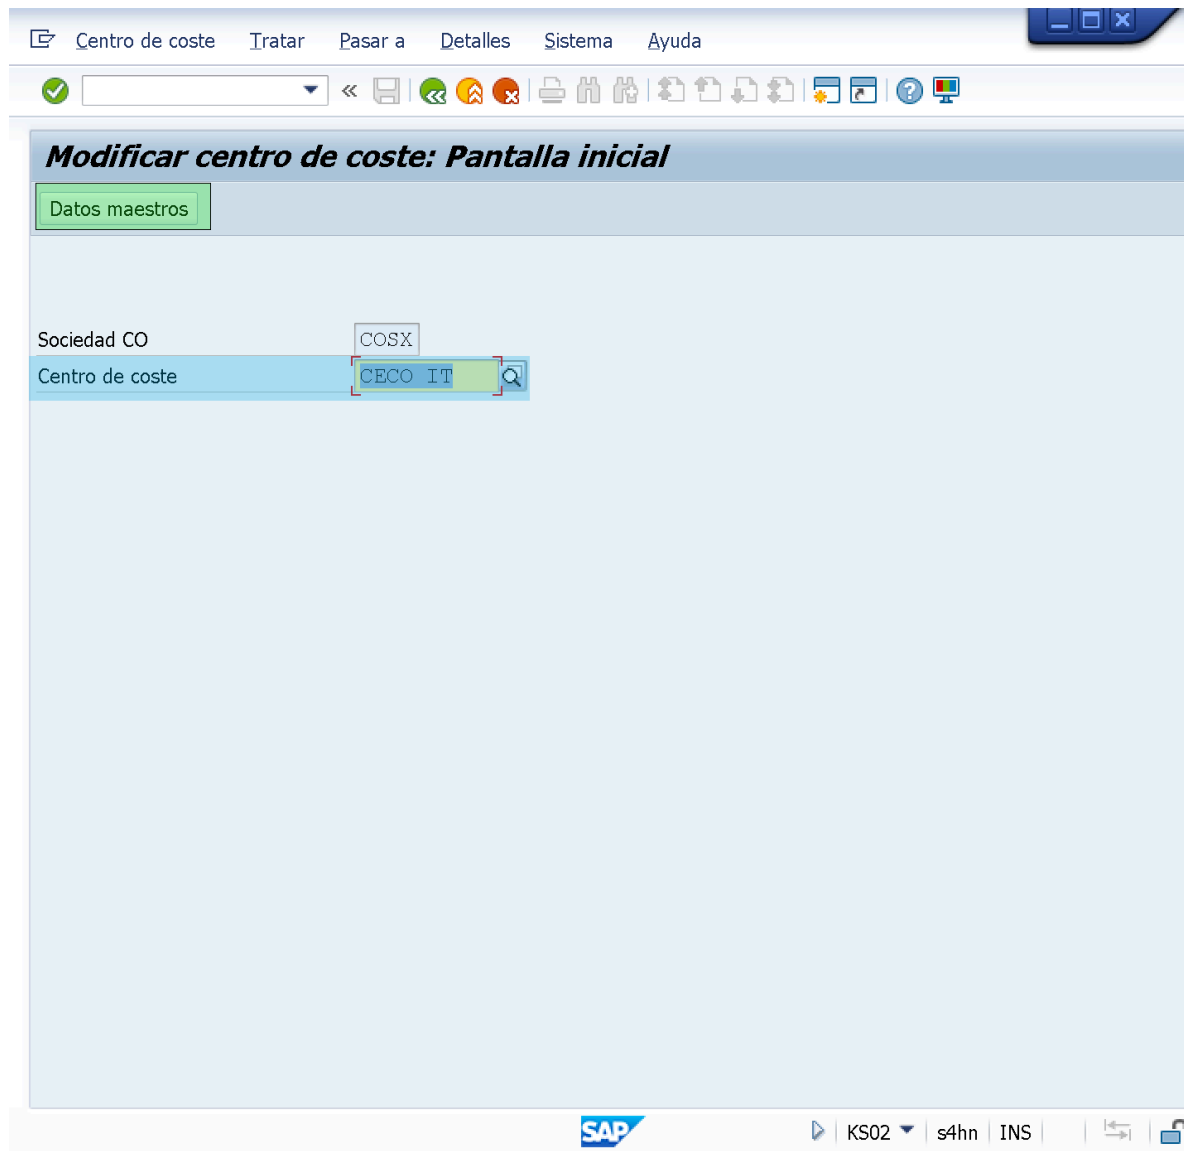 Centro de coste Tratar Pasar a Detalles Sistema Ayuda
Modificar centro de coste: Pantalla inicial
Datos maestros
Sociedad CO COSX
Centro de coste CECO IT
SAP KS02 s4hn INS